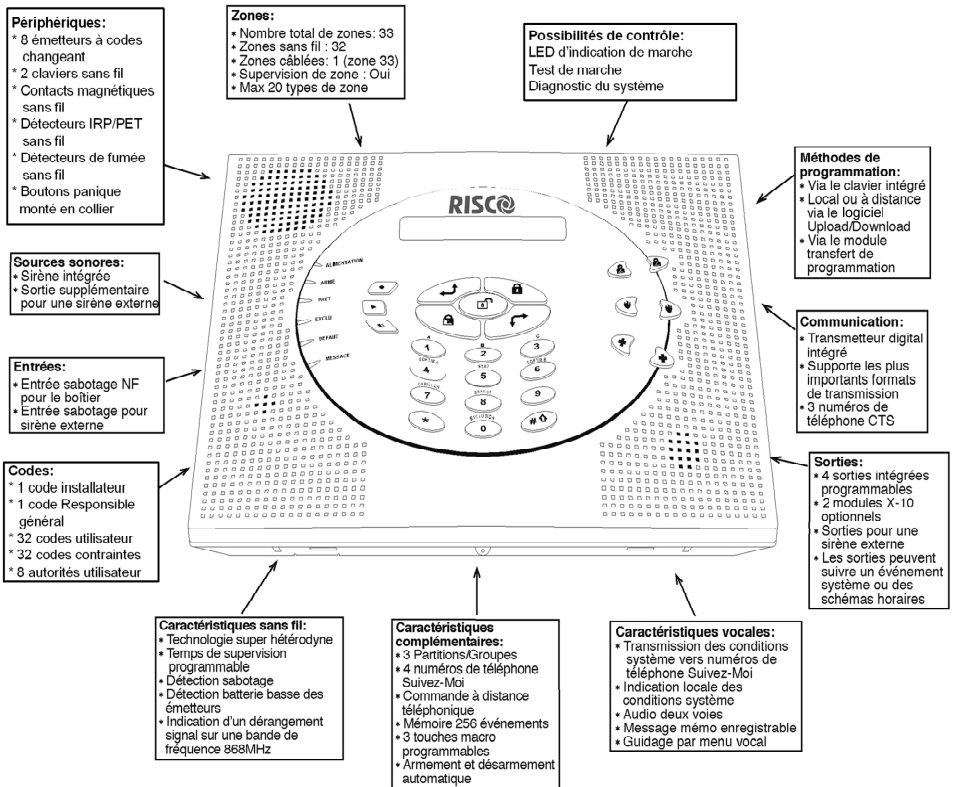 Périphériques:
* 8 émetteurs à codes
changeant
* 2 claviers sans fil
* Contacts magnétiques
sans fil
* Détecteurs IRP/PET
sans fil
* Détecteurs de fumée
sans fil
* Boutons panique
monté en collier
Zones:
* Nombre total de zones: 33
* Zones sans fil : 32
* Zones câblées: 1 (zone 33)
* Supervision de zone : Oui
* Max 20 types de zone
Possibilités de contrôle:
LED d'indication de marche
Test de marche
Diagnostic du système
Méthodes de
programmation:
* Via le clavier intégré
* Local ou à distance
via le logiciel
Upload/Download
* Via le module
transfert de
programmation
Sources sonores:
* Sirène intégrée
* Sortie supplémentaire
pour une sirène externe
Entrées:
* Entrée sabotage NF
pour le boîtier
* Entrée sabotage pour
sirène externe
Codes:
* 1 code installateur
* 1 code Responsible
général
* 32 codes utilisateur
* 32 codes contraintes
* 8 autorités utilisateur
RISCO
ALIMENTATION
ARMÉ
PRET
EXCLU
DEFAUT
MESSAGE
A
1
B
2
C
3
SORTIE A
4
ETAT
5
SORTIE B
6
7
8
9
*
EXCLUSION
0
#
Communication:
* Transmetteur digital
intégré
* Supporte les plus
importants formats
de transmission
* 3 numéros de
téléphone CTS
Sorties:
* 4 sorties intégrées
programmables
* 2 modules X-10
optionnels
* Sorties pour une
sirène externe
* Les sorties peuvent
suivre un événement
système ou des
schémas horaires
Caractéristiques sans fil:
* Technologie super hétérodyne
* Temps de supervision
programmable
* Détection sabotage
* Détection batterie basse des
émetteurs
* Indication d'un dérangement
signal sur une bande de
fréquence 868MHz
Caractéristiques
complémentaires:
* 3 Partitions/Groupes
* 4 numéros de téléphone
Suivez-Moi
* Commande à distance
téléphonique
* Mémoire 256 événements
* 3 touches macro
programmables
* Armement et désarmement
automatique
Caractéristiques vocales:
* Transmission des conditions
système vers numéros de
téléphone Suivez-Moi
* Indication locale des
conditions système
* Audio deux voies
* Message mémo enregistrable
* Guidage par menu vocal